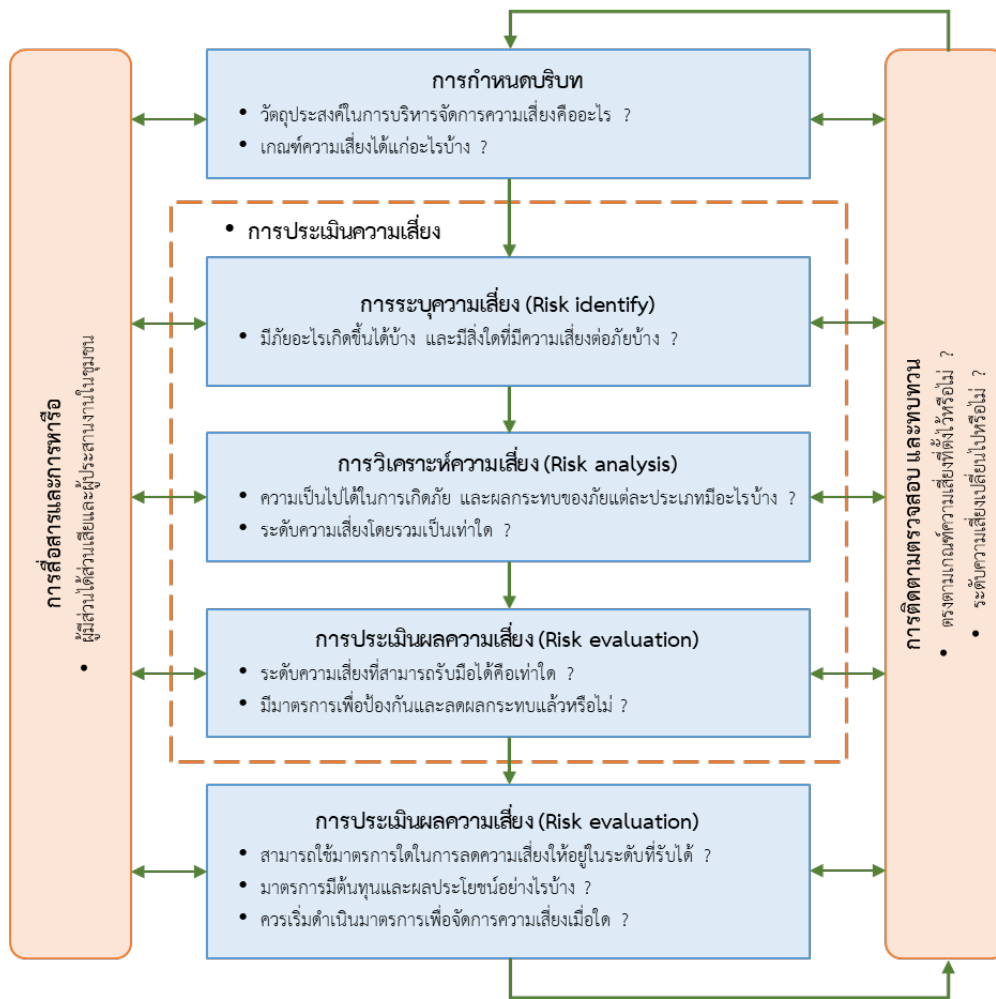 การกำหนดบริบท
• วัตถุประสงค์ในการบริหารจัดการความเสี่ยงคืออะไร ?
• เกณฑ์ความเสี่ยงได้แก่อะไรบ้าง ?
• การประเมินความเสี่ยง
การระบุความเสี่ยง (Risk identify)
• มีภัยอะไรเกิดขึ้นได้บ้าง และมีสิ่งใดที่มีความเสี่ยงต่อภัยบ้าง ?
การวิเคราะห์ความเสี่ยง (Risk analysis)
• ความเป็นไปได้ในการเกิดภัย และผลกระทบของภัยแต่ละประเภทมีอะไรบ้าง ?
• ระดับความเสี่ยงโดยรวมเป็นเท่าใด ?
การประเมินผลความเสี่ยง (Risk evaluation)
• ระดับความเสี่ยงที่สามารถรับมือได้คือเท่าใด ?
• มีมาตรการเพื่อป้องกันและลดผลกระทบแล้วหรือไม่ ?
การประเมินผลความเสี่ยง (Risk evaluation)
• สามารถใช้มาตรการใดในการลดความเสี่ยงให้อยู่ในระดับที่รับได้ ?
• มาตรการมีต้นทุนและผลประโยชน์อย่างไรบ้าง ?
• ควรเริ่มดำเนินมาตรการเพื่อจัดการความเสี่ยงเมื่อใด ?
การสื่อสารและการหารือ
• ผู้มีส่วนได้ส่วนเสียและผู้ประสานงานในชุมชน
การติดตามตรวจสอบ และทบทวน
• ตรงตามเกณฑ์ความเสี่ยงที่ตั้งไว้หรือไม่ ?
• ระดับความเสี่ยงเปลี่ยนไปหรือไม่ ?